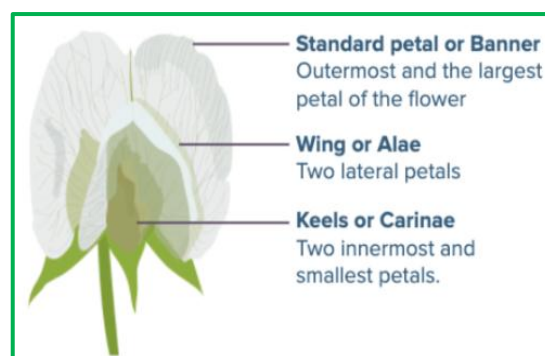 Standard petal or Banner
Outermost and the largest
petal of the flower
Wing or Alae
Two lateral petals
Keels or Carinae
Two innermost and
smallest petals.